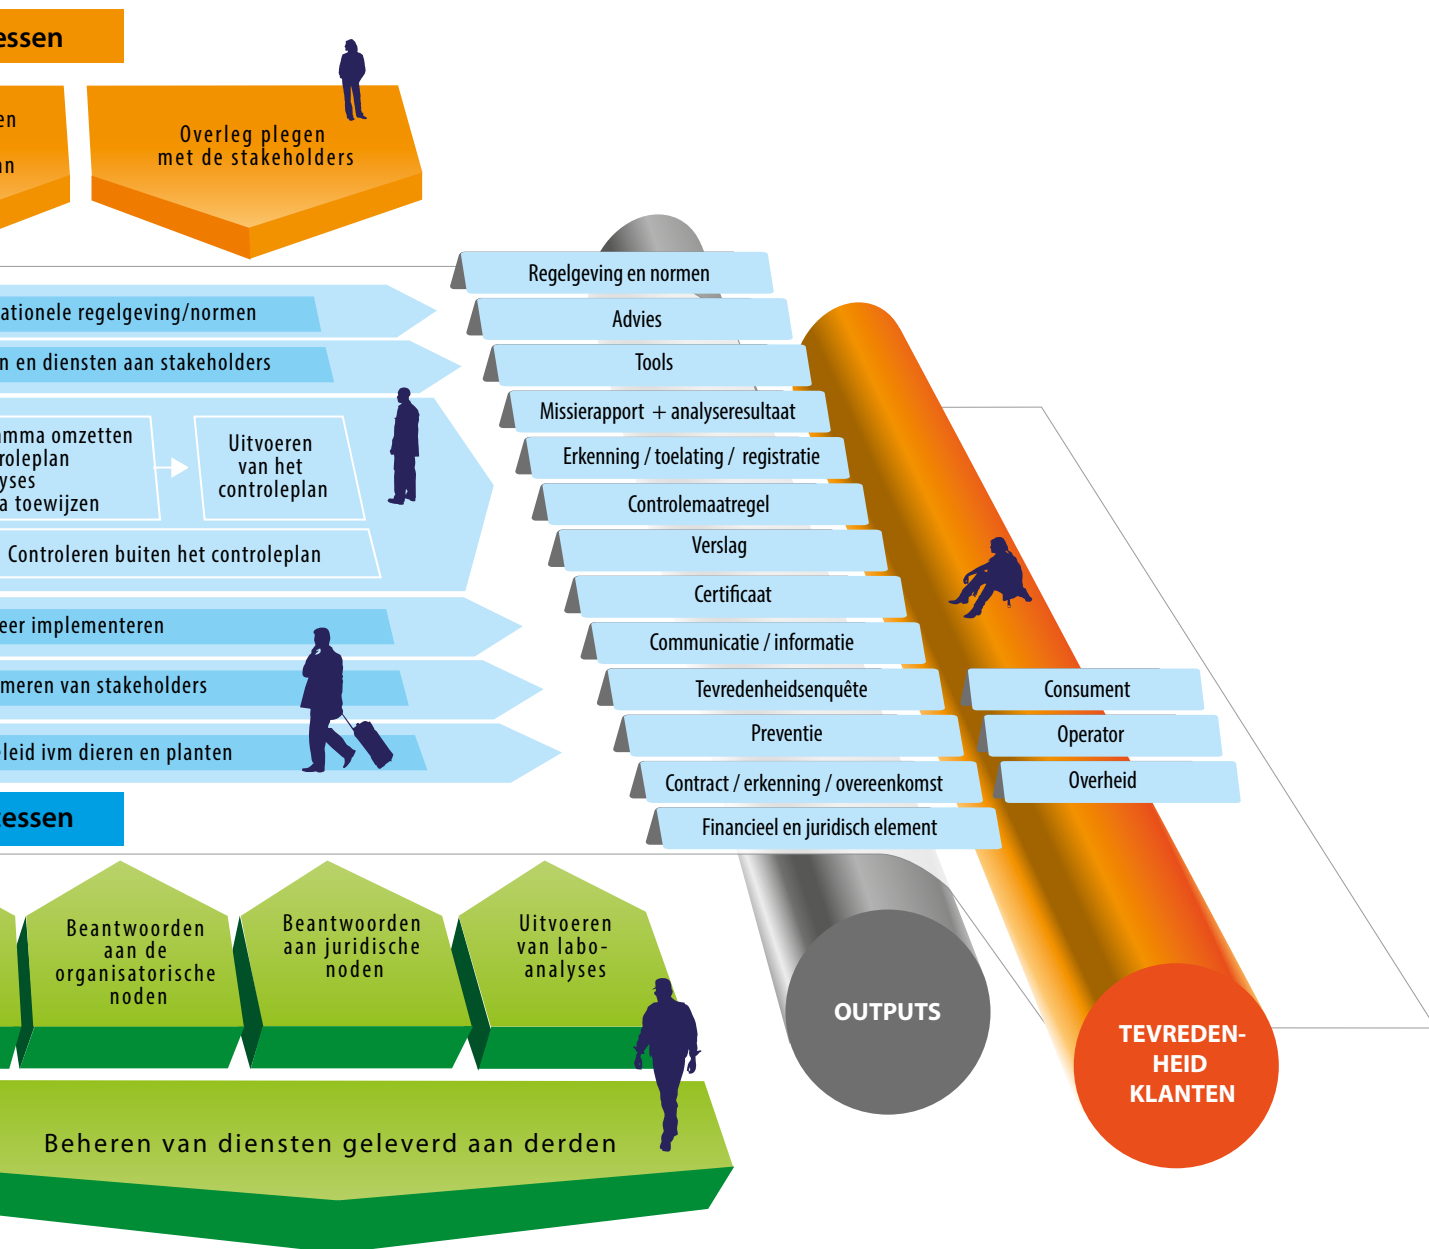 essen
en
an
Overleg plegen
met de stakeholders
ationele regelgeving/normen
n en diensten aan stakeholders
amma omzetten
roleplan
yses
a toewijzen
Uitvoeren
van het
controleplan
Controleren buiten het controleplan
eer implementeren
meren van stakeholders
leid ivm dieren en planten
Regelgeving en normen
Advies
Tools
Missierapport + analyseresultaat
Erkenning / toelating / registratie
Controlemaatregel
Verslag
Certificaat
Communicatie / informatie
Tevredenheidsenquête
Preventie
Contract / erkenning / overeenkomst
Financieel en juridisch element
Consument
Operator
Overheid
essen
Beantwoorden
aan de
organisatorische
noden
Beantwoorden
aan juridische
noden
Uitvoeren
van labo-
analyses
Beheren van diensten geleverd aan derden
OUTPUTS
TEVREDEN-
HEID
KLANTEN